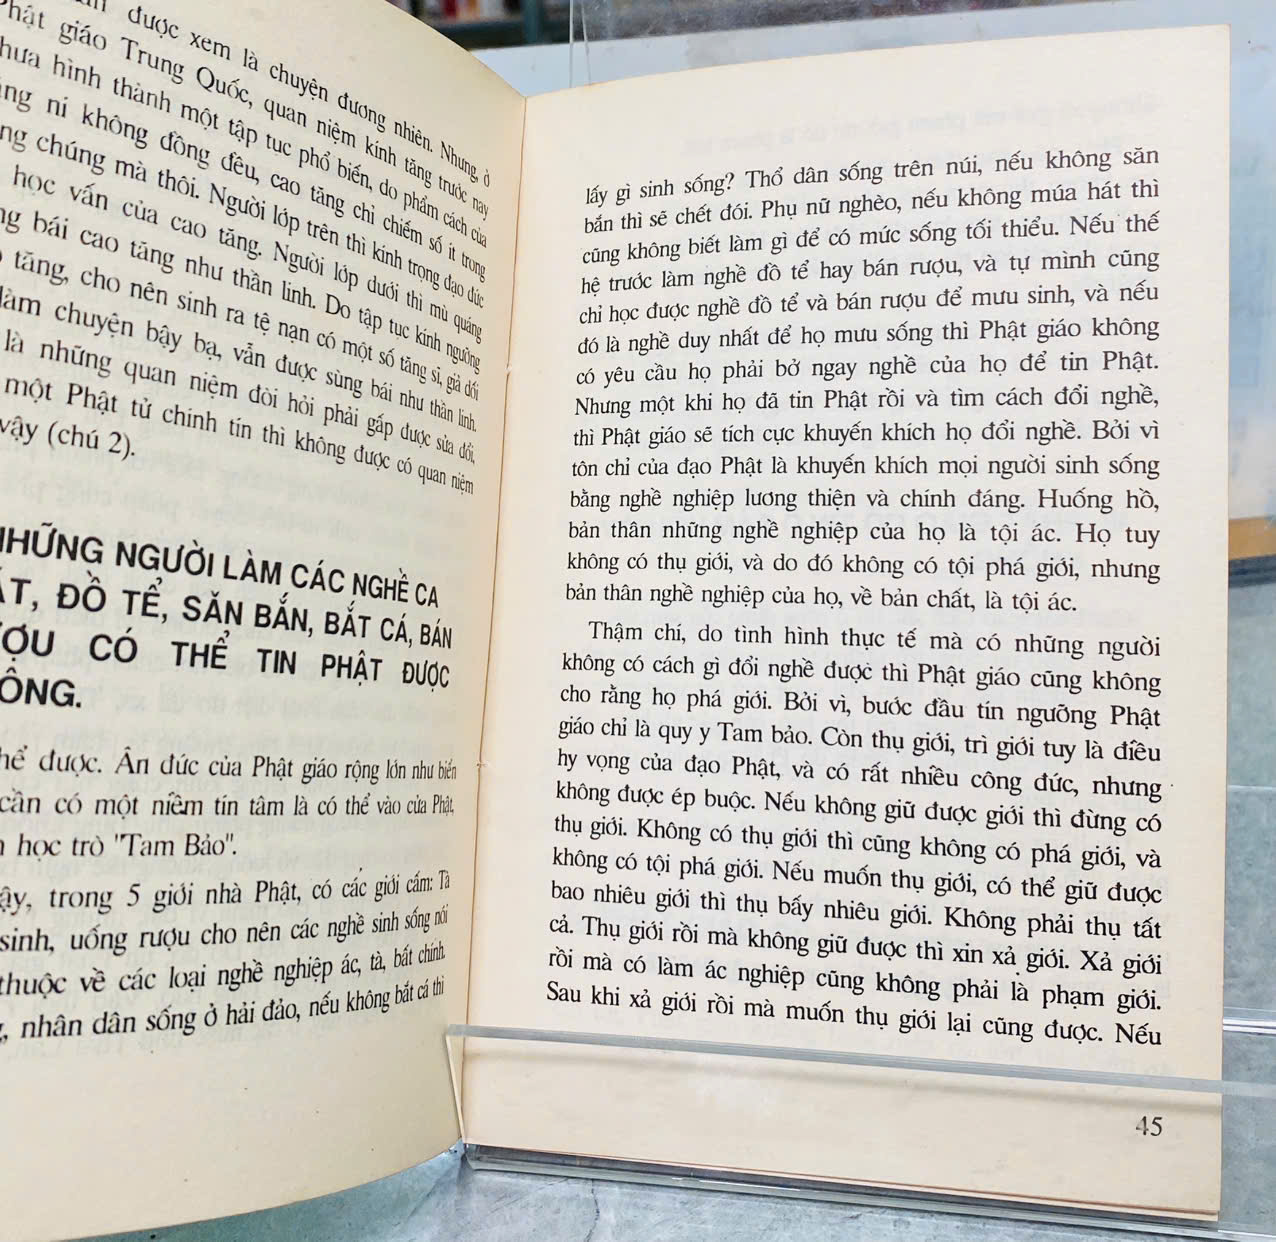 được xem là chuyện đương nhiên. Nhưng, ở
Phật giáo Trung Quốc, quan niệm kính tăng trước nay
chưa hình thành một tập tục phổ biến, do phẩm cách của
ni không đồng đều, cao tăng chỉ chiếm số ít trong
chúng mà thôi. Người lớp trên thì kính trọng đạo đức
học vấn của cao tăng. Người lớp dưới thì mù quáng
bái cao tăng như thần linh. Do tập tục kính ngưỡng
tăng, cho nên sinh ra tệ nạn có một số tăng sĩ, giả dối
làm chuyện bậy bạ, vẫn được sùng bái như thần linh.
là những quan niệm đòi hỏi phải gấp được sửa đổi,
một Phật tử chính tín thì không được có quan niệm
vậy (chú 2).
NHỮNG NGƯỜI LÀM CÁC NGHỀ CA
ÁT, ĐỒ TỂ, SĂN BẮN, BẮT CÁ, BÁN
ƯỢU CÓ THỂ TIN PHẬT ĐƯỢC
ÔNG.
hể được. Ân đức của Phật giáo rộng lớn như biển
cần có một niềm tín tâm là có thể vào cửa Phật,
học trò "Tam Bảo".
ậy, trong 5 giới nhà Phật, có các giới cấm: Tà
sinh, uống rượu cho nên các nghề sinh sống nói
thuộc về các loại nghề nghiệp ác, tà, bất chính.
nhân dân sống ở hải đảo, nếu không bắt cá thì
lấy gì sinh sống? Thổ dân sống trên núi, nếu không săn
bắn thì sẽ chết đói. Phụ nữ nghèo, nếu không múa hát thì
cũng không biết làm gì để có mức sống tối thiểu. Nếu thế
hệ trước làm nghề đồ tể hay bán rượu, và tự mình cũng
chỉ học được nghề đồ tể và bán rượu để mưu sinh, và nếu
đó là nghề duy nhất để họ mưu sống thì Phật giáo không
có yêu cầu họ phải bở ngay nghề của họ để tin Phật.
Nhưng một khi họ đã tin Phật rồi và tìm cách đổi nghề,
thì Phật giáo sẽ tích cực khuyến khích họ đổi nghề. Bởi vì
tôn chỉ của đạo Phật là khuyến khích mọi người sinh sống
bằng nghề nghiệp lương thiện và chính đáng. Huống hồ,
bản thân những nghề nghiệp của họ là tội ác. Họ tuy
không có thụ giới, và do đó không có tội phá giới, nhưng
bản thân nghề nghiệp của họ, về bản chất, là tội ác.
Thậm chí, do tình hình thực tế mà có những người
không có cách gì đổi nghề được thì Phật giáo cũng không
cho rằng họ phá giới. Bởi vì, bước đầu tín ngưỡng Phật
giáo chỉ là quy y Tam bảo. Còn thụ giới, trì giới tuy là điều
hy vọng của đạo Phật, và có rất nhiều công đức, nhưng
không được ép buộc. Nếu không giữ được giới thì đừng có
thụ giới. Không có thụ giới thì cũng không có phá giới, và
không có tội phá giới. Nếu muốn thụ giới, có thể giữ được
bao nhiêu giới thì thụ bấy nhiêu giới. Không phải thụ tất
cả. Thụ giới rồi mà không giữ được thì xin xả giới. Xả giới
rồi mà có làm ác nghiệp cũng không phải là phạm giới.
Sau khi xả giới rồi mà muốn thụ giới lại cũng được. Nếu
45